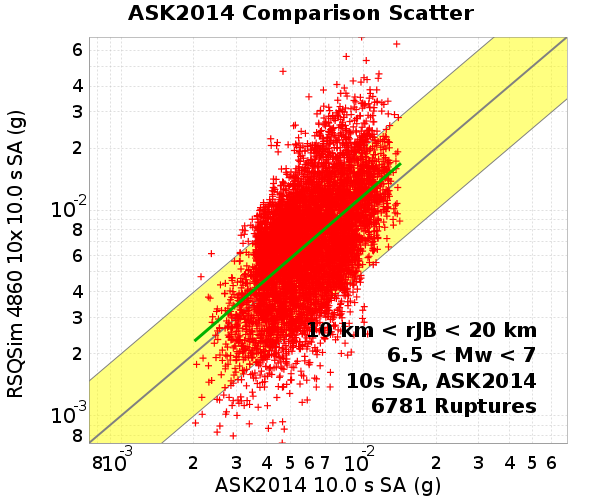 ASK2014 Comparison Scatter
RSQSim 4860 10x 10.0 s SA (g)
6
4
3
2
10-2
8
6
4
3
2
10-3
8
10 km < rJB < 20 km
6.5 < Mw < 7
10s SA, ASK2014
6781 Ruptures
8 10-3 2 3 4 5 6 7 10-2 2 3 4 5 6
ASK2014 10.0 s SA (g)